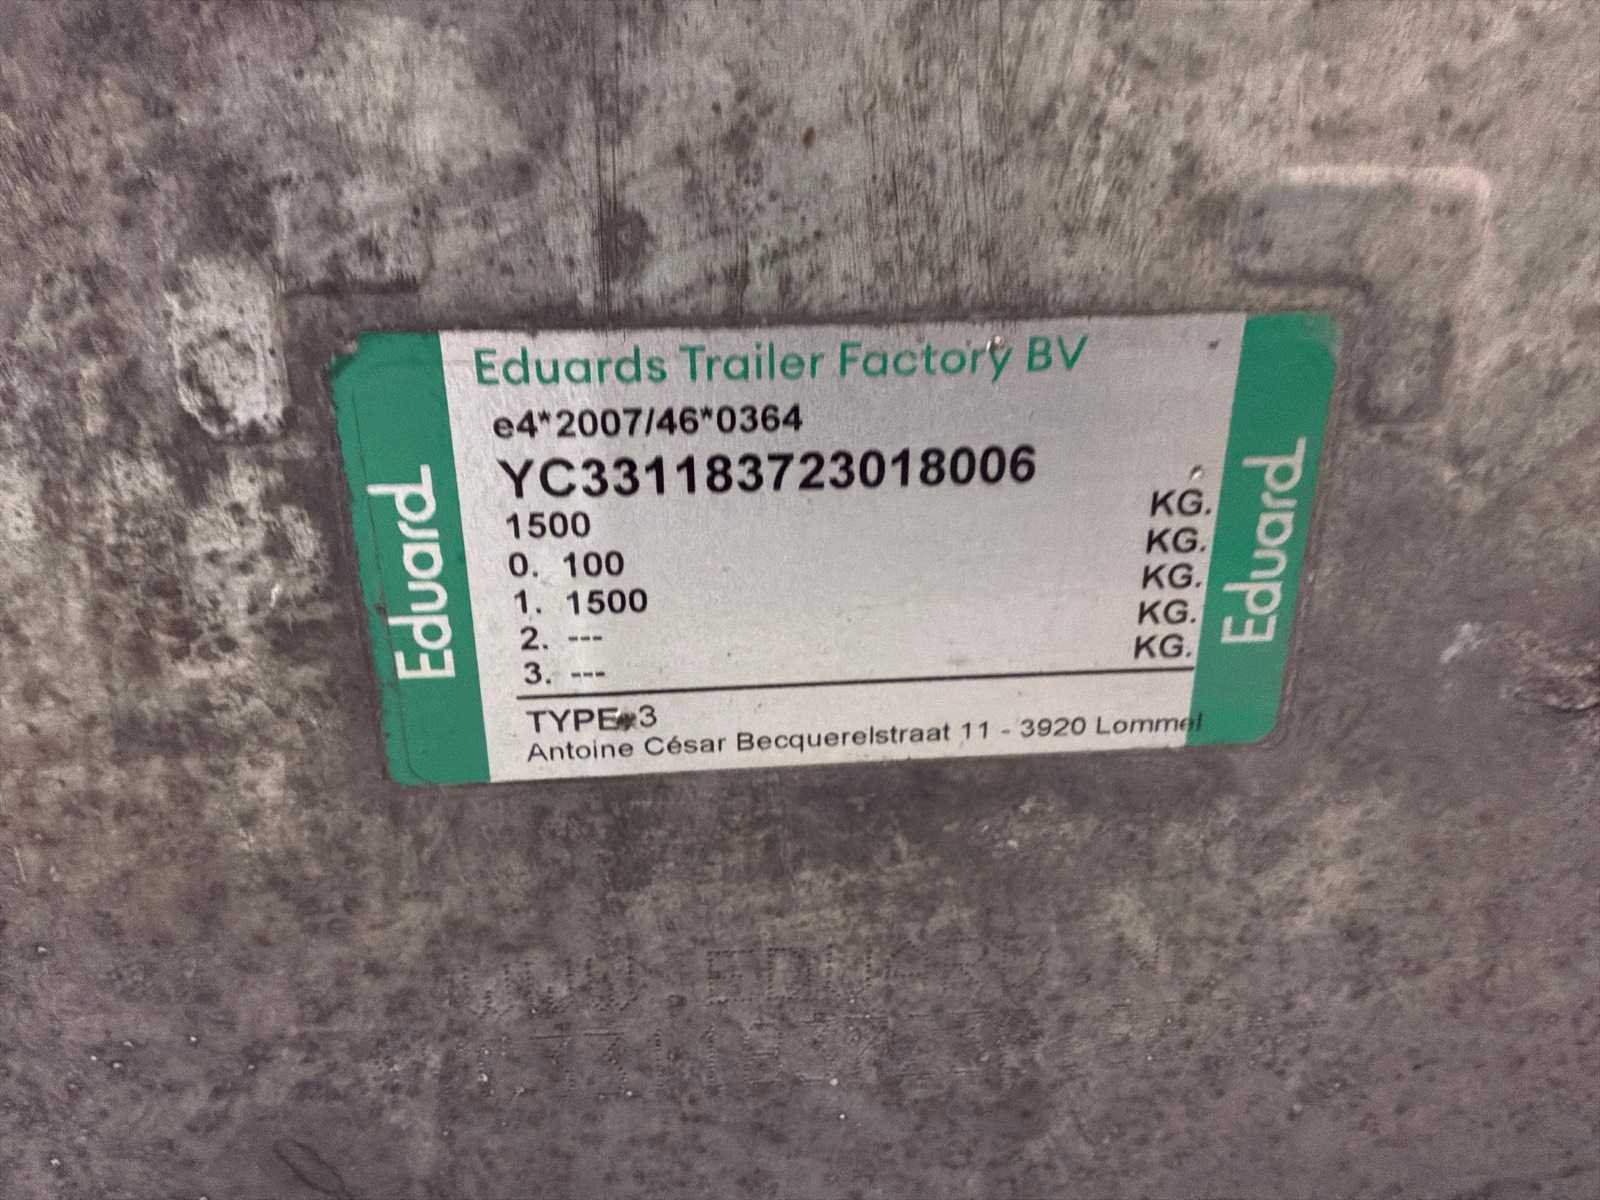 Eduards Trailer Factory BV
e4*2007/46*0364
YC331183723018006
1500 KG.
0. 100 KG.
1. 1500 KG.
2. --- KG.
3. --- KG.
TYPE 3
Antoine César Becquerelstraat 11 - 3920 Lommel
Eduard
Eduard